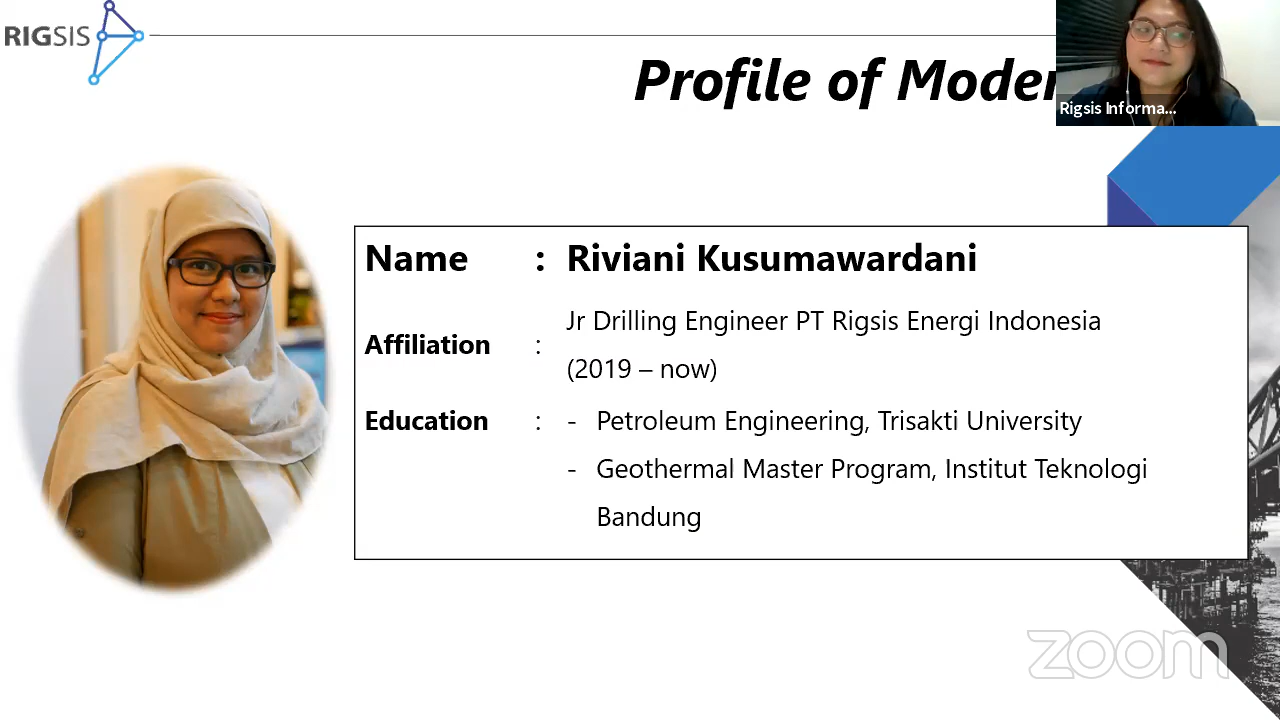 RIGSIS
Profile of Moder
Rigsis Informa...
Name : Riviani Kusumawardani
Affiliation : Jr Drilling Engineer PT Rigsis Energi Indonesia
(2019 – now)
Education : - Petroleum Engineering, Trisakti University
- Geothermal Master Program, Institut Teknologi
Bandung
zoom